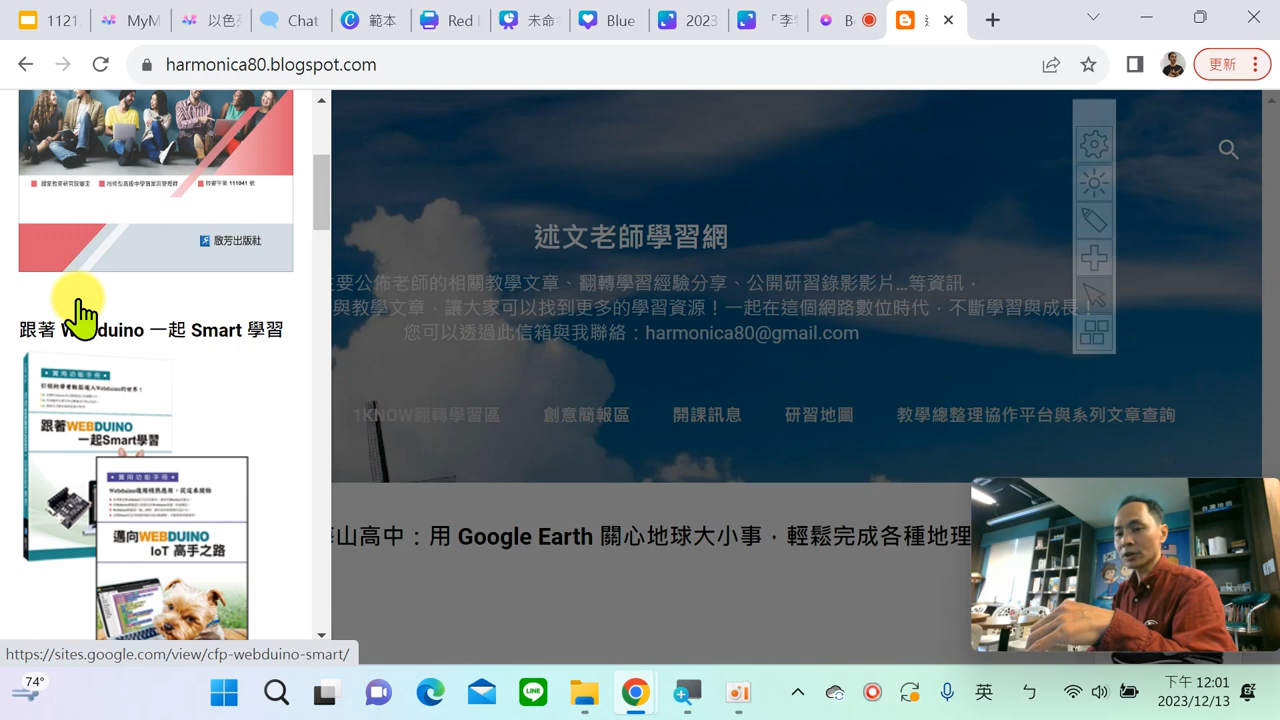 1121
MyM
以色
Chat
範本
Red
未命
Blue
2023
「李
B
harmonica80.blogspot.com
更新
國家教育研究院審定
技術型高級中學商業與管理群
技審字第 111041 號
啟芳出版社
跟著 W duino 一起 Smart 學習
實用功能手冊
引領初學者輕鬆進入Webduino的世界!
跟著WEBDUINO
一起Smart學習
實用功能手冊
Webduino進階特熟應用,從這本開始
邁向WEBDUINO
IoT 高手之路
https://sites.google.com/view/cfp-webduino-smart/
述文老師學習網
要公佈老師的相關教學文章、翻轉學習經驗分享、公開研習錄影影片...等資訊,
與教學文章,讓大家可以找到更多的學習資源!一起在這個網路數位時代,不斷學習與成長!
您可以透過此信箱與我聯絡:harmonica80@gmail.com
1KNOW翻轉學習區
創意簡報區
開課訊息
研習地圖
教學總整理協作平台與系列文章查詢
山高中:用 Google Earth 關心地球大小事,輕鬆完成各種地理
74°
LINE
英
ㄅ
下午 12:01
2023/12/13